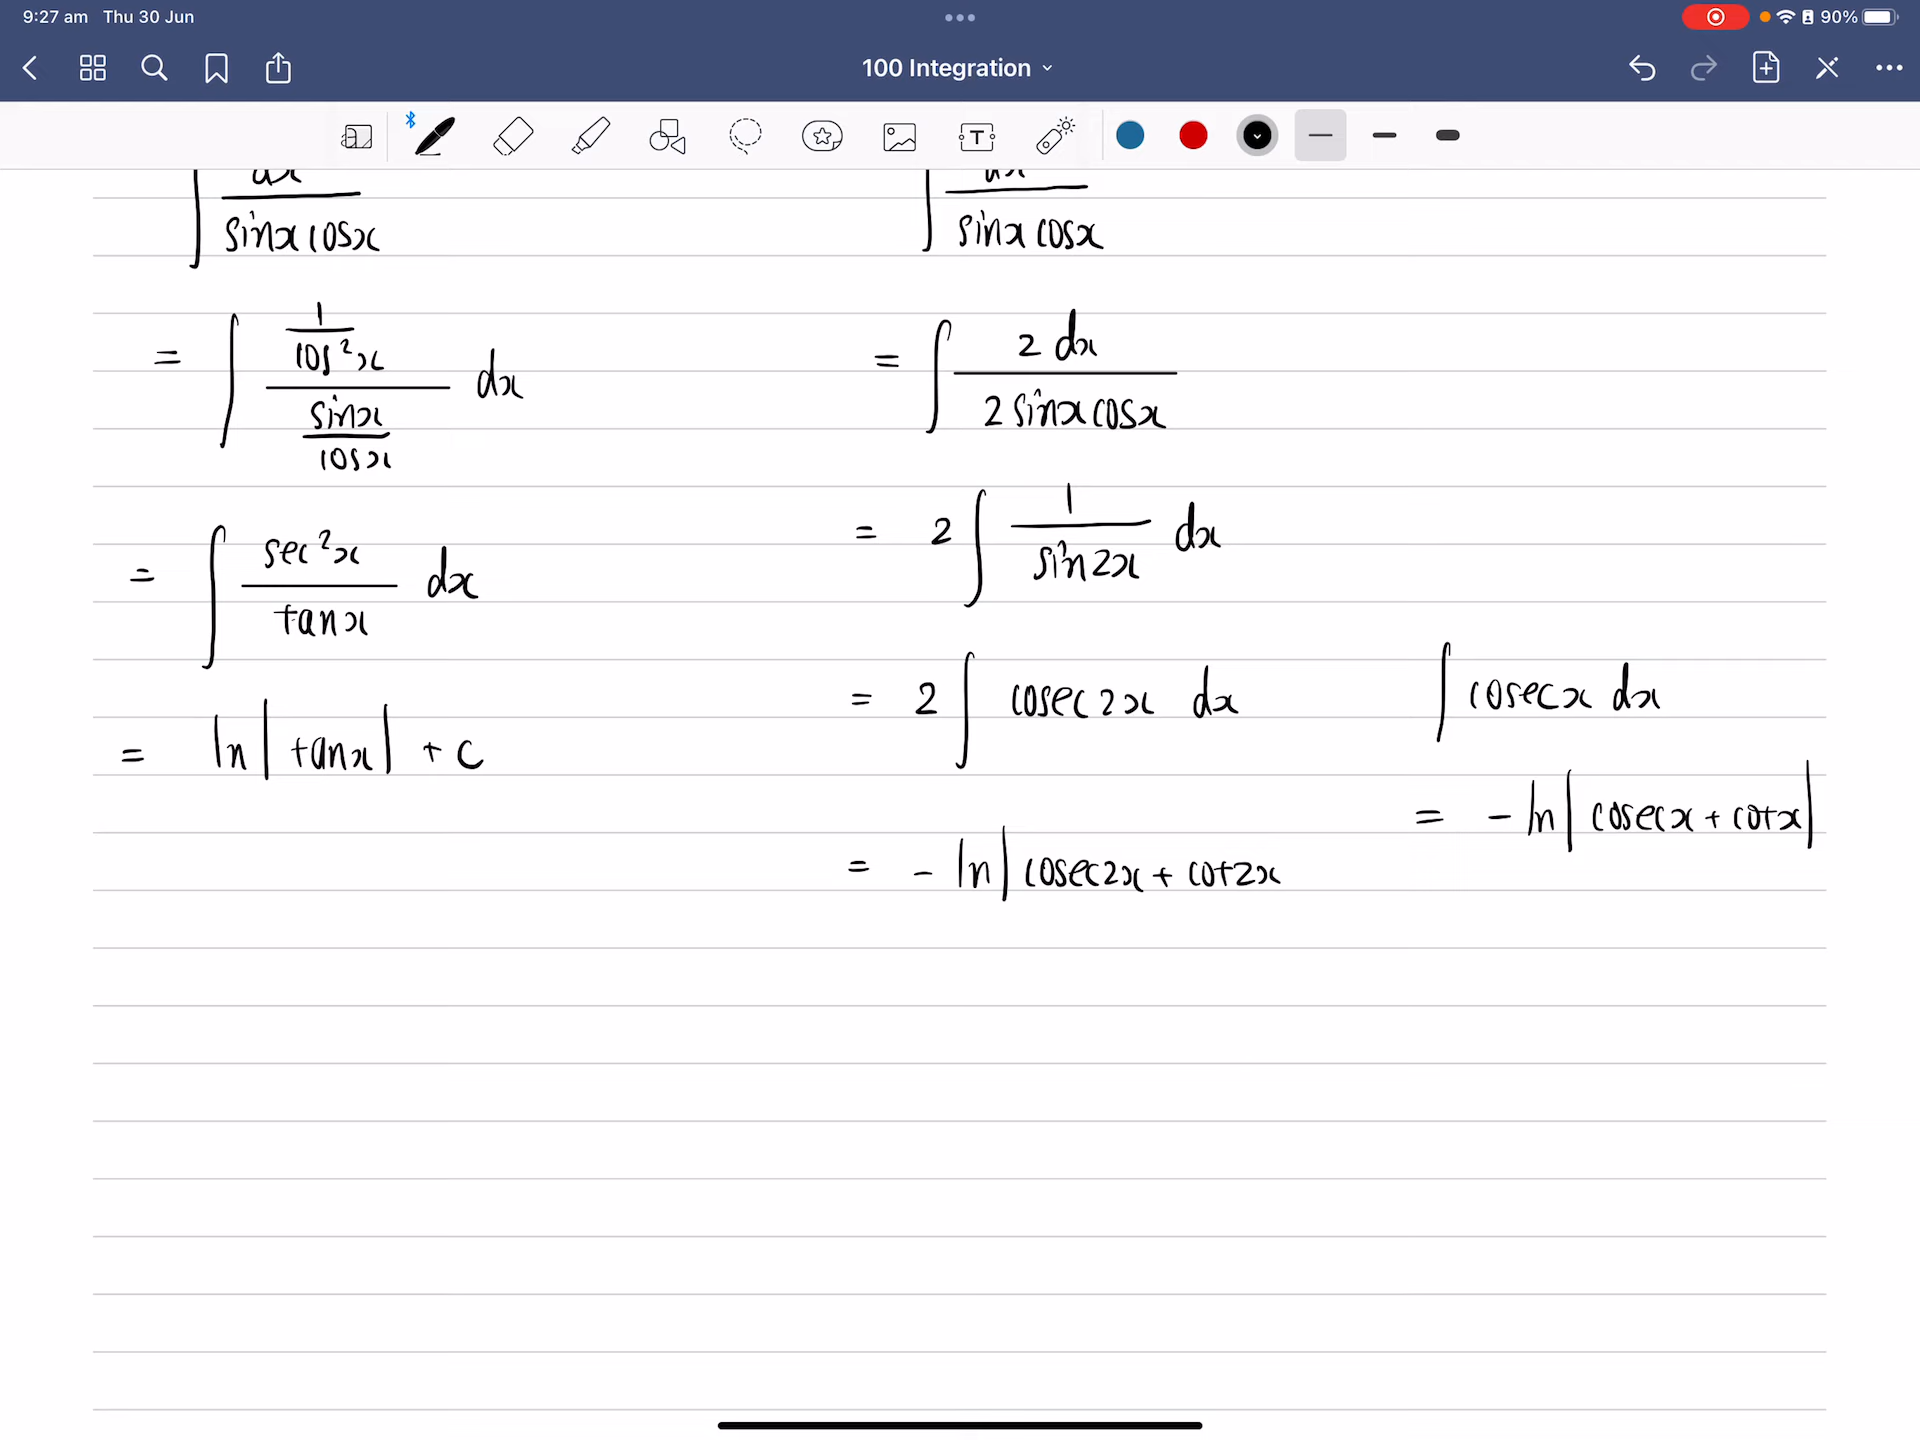 9:27 am Thu 30 Jun
90%
100 Integration
T
∫ dx / sinx cosx
= ∫ (1/cos²x) / (sinx/cosx) dx
= ∫ sec²x / tanx dx
= ln|tanx| + c
∫ dx / sinx cosx
= ∫ 2 dx / 2 sinx cosx
= 2 ∫ 1 / sin2x dx
= 2 ∫ cosec2x dx
= - ln|cosec2x + cot2x
∫ cosecx dx
= - ln|cosecx + cotx|